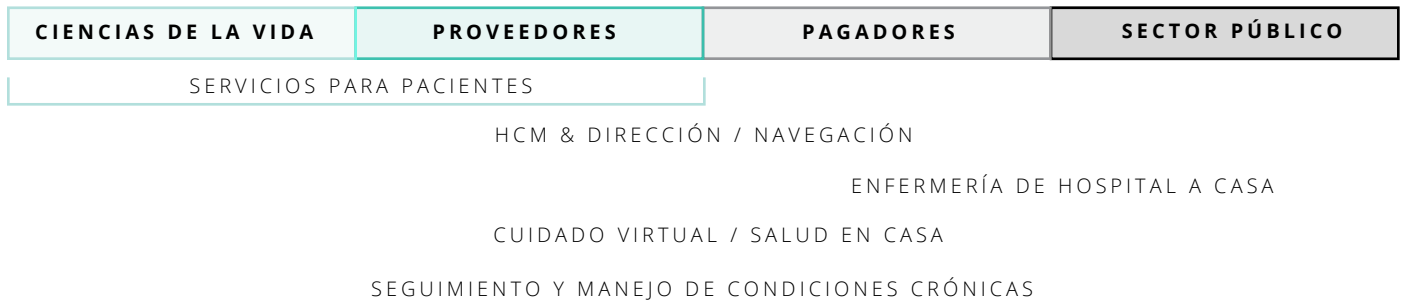 CIENCIAS DE LA VIDA
PROVEEDORES
PAGADORES
SECTOR PÚBLICO
SERVICIOS PARA PACIENTES
HCM & DIRECCIÓN / NAVEGACIÓN
ENFERMERÍA DE HOSPITAL A CASA
CUIDADO VIRTUAL / SALUD EN CASA
SEGUIMIENTO Y MANEJO DE CONDICIONES CRÓNICAS